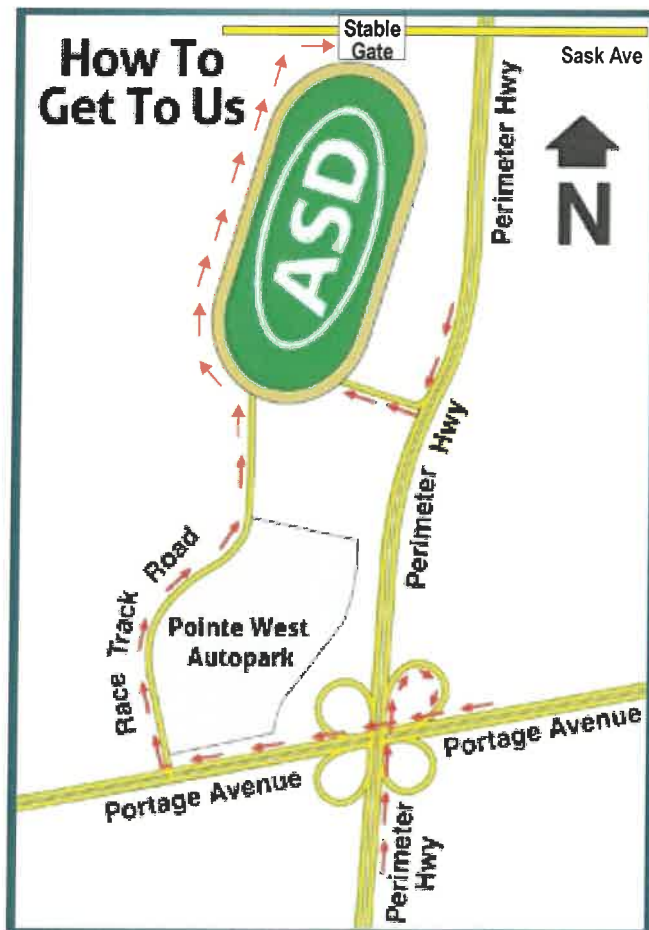 How To
Get To Us
Stable
Gate
Sask Ave
Perimeter Hwy
N
ASD
Perimeter Hwy
Race Track Road
Pointe West
Autopark
Portage Avenue
Portage Avenue
Perimeter
Hwy